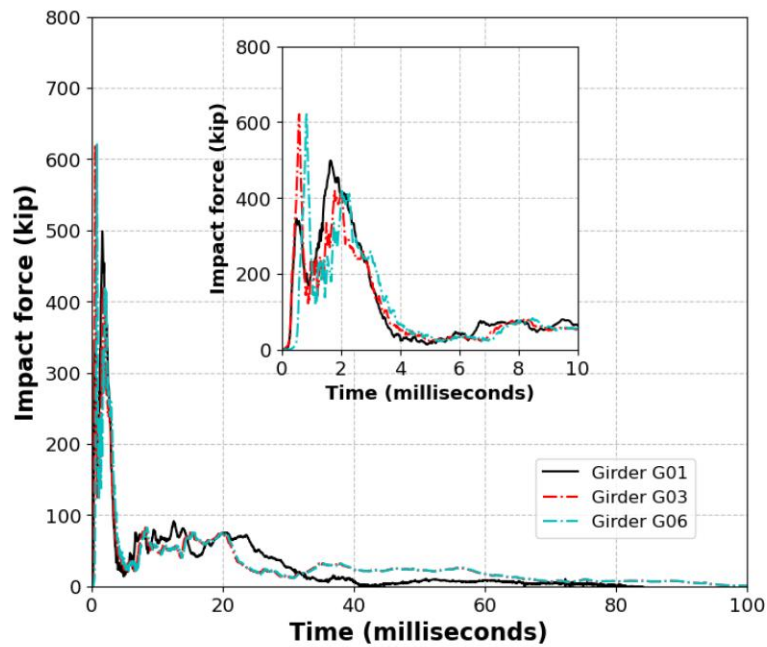 800
700
600
500
400
300
200
100
0
Impact force (kip)
800
600
400
200
0
Impact force (kip)
0 2 4 6 8 10
Time (milliseconds)
Girder G01
Girder G03
Girder G06
0 20 40 60 80 100
Time (milliseconds)